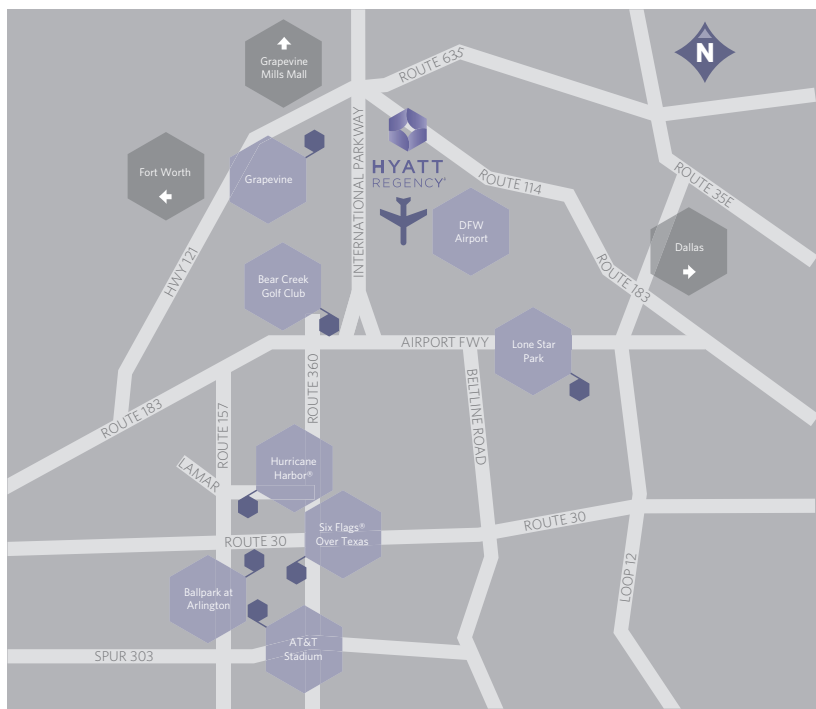 Grapevine
Mills Mall
ROUTE 635
N
Fort Worth
Grapevine
INTERNATIONAL PARKWAY
HYATT
REGENCY®
ROUTE 114
ROUTE 35E
DFW
Airport
Dallas
HWY 121
Bear Creek
Golf Club
ROUTE 183
AIRPORT FWY
Lone Star
Park
ROUTE 360
BELTLINE ROAD
ROUTE 183
ROUTE 157
LAMAR
Hurricane
Harbor®
Six Flags®
Over Texas
ROUTE 30
ROUTE 30
LOOP 12
Ballpark at
Arlington
AT&T
Stadium
SPUR 303